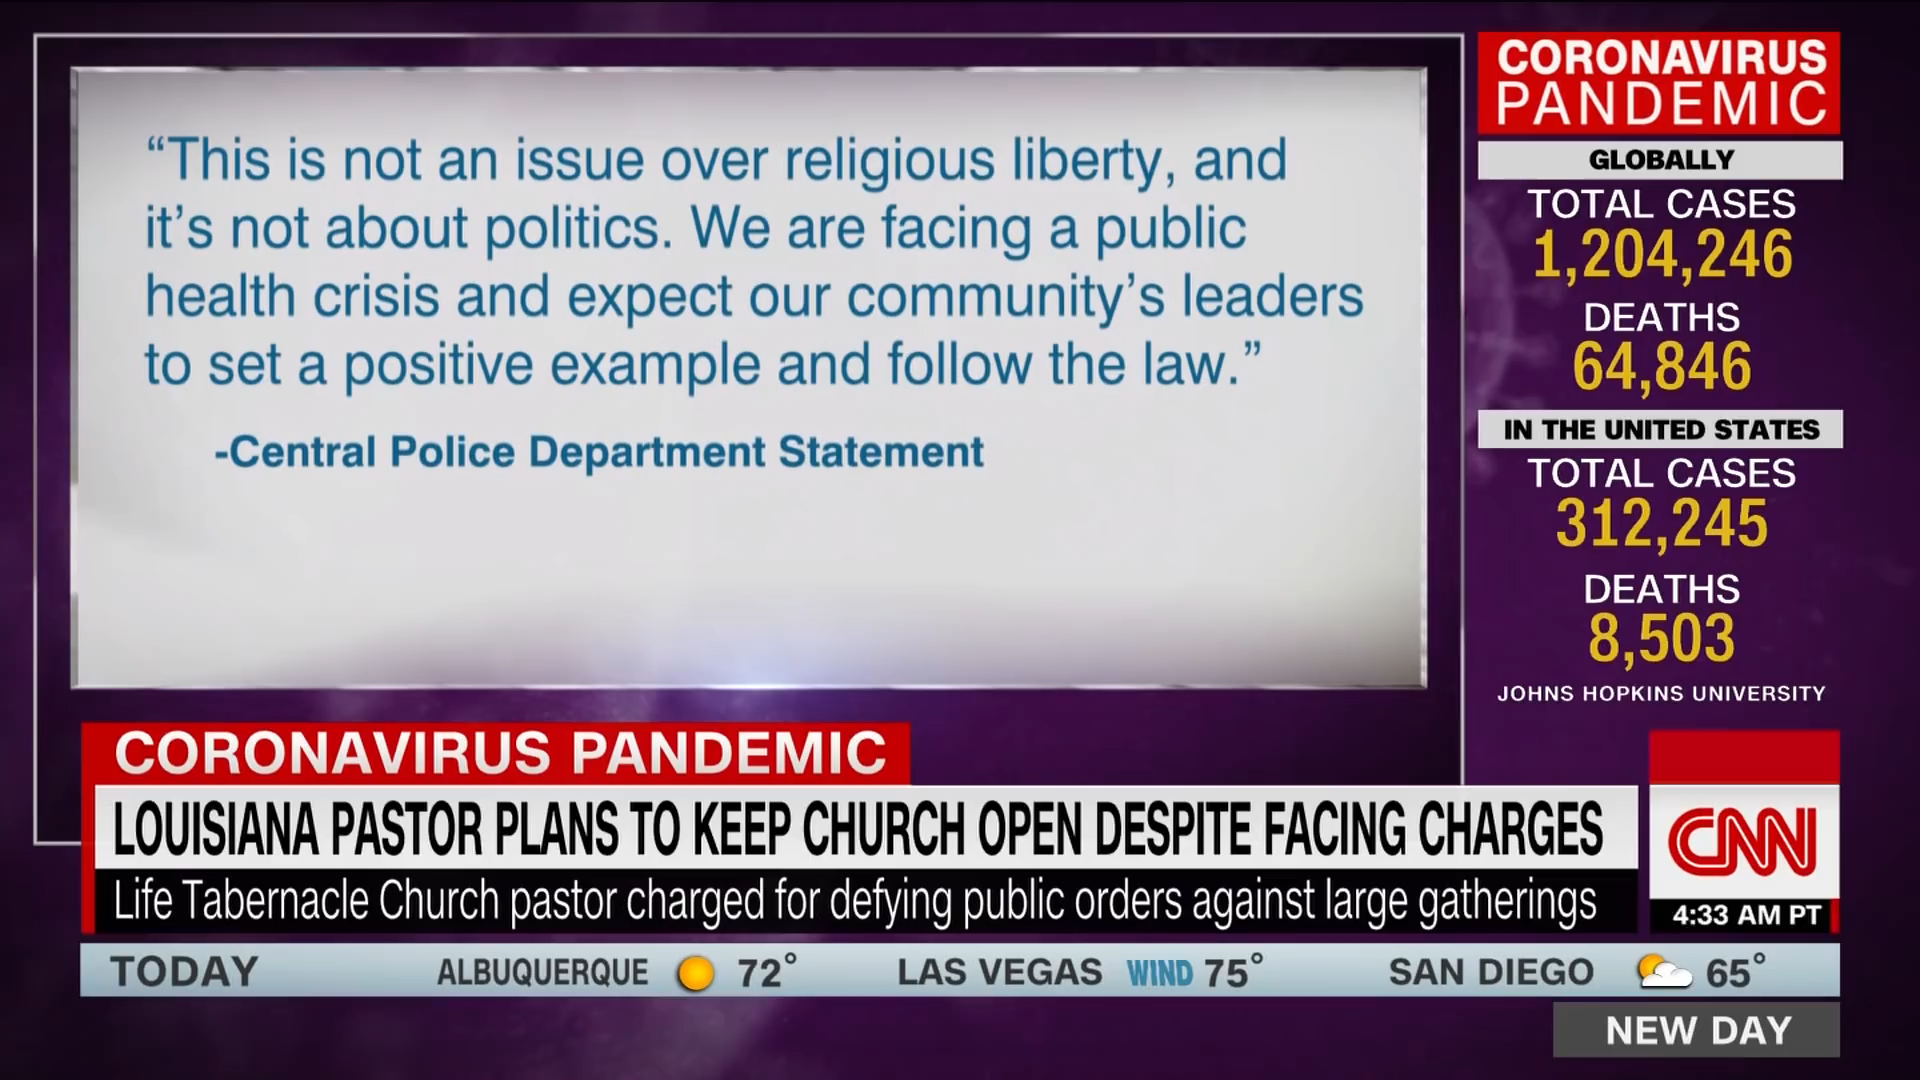 “This is not an issue over religious liberty, and
it’s not about politics. We are facing a public
health crisis and expect our community’s leaders
to set a positive example and follow the law.”
-Central Police Department Statement
CORONAVIRUS
PANDEMIC
GLOBALLY
TOTAL CASES
1,204,246
DEATHS
64,846
IN THE UNITED STATES
TOTAL CASES
312,245
DEATHS
8,503
JOHNS HOPKINS UNIVERSITY
CORONAVIRUS PANDEMIC
LOUISIANA PASTOR PLANS TO KEEP CHURCH OPEN DESPITE FACING CHARGES
Life Tabernacle Church pastor charged for defying public orders against large gatherings
CNN
4:33 AM PT
TODAY ALBUQUERQUE 72° LAS VEGAS WIND 75° SAN DIEGO 65°
NEW DAY